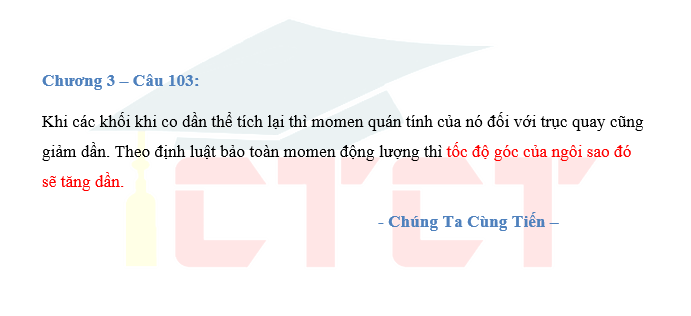 Chương 3 – Câu 103:
Khi các khối khi co dần thể tích lại thì momen quán tính của nó đối với trục quay cũng
giảm dần. Theo định luật bảo toàn momen động lượng thì tốc độ góc của ngôi sao đó
sẽ tăng dần.
- Chúng Ta Cùng Tiến –
CTCT